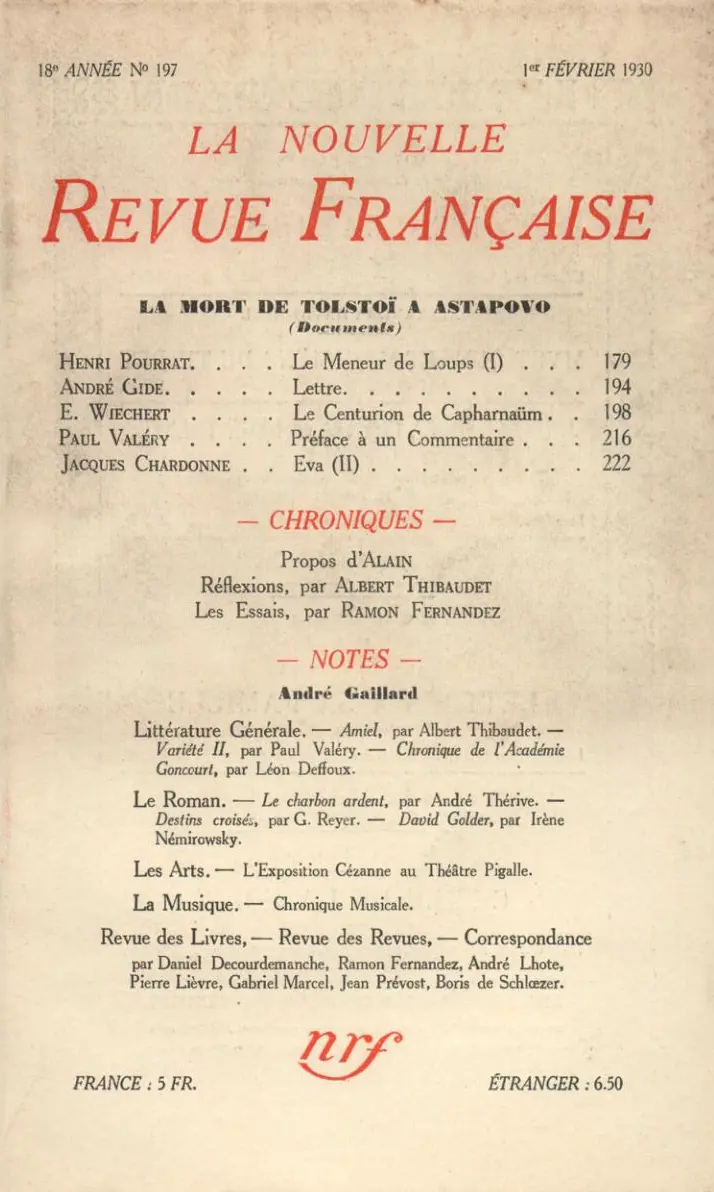 18e ANNÉE No 197
1er FÉVRIER 1930
LA NOUVELLE
REVUE FRANÇAISE
LA MORT DE TOLSTOÏ A ASTAPOVO
(Documents)
HENRI POURRAT. . . . Le Meneur de Loups (I) . . . 179
ANDRÉ GIDE. . . . . Lettre. . . . . . . . . . 194
E. WIECHERT . . . . Le Centurion de Capharnaüm . . 198
PAUL VALÉRY . . . . Préface à un Commentaire . . . 216
JACQUES CHARDONNE . . Eva (II) . . . . . . . . . 222
— CHRONIQUES —
Propos d'ALAIN
Réflexions, par ALBERT THIBAUDET
Les Essais, par RAMON FERNANDEZ
— NOTES —
André Gaillard
Littérature Générale. — Amiel, par Albert Thibaudet. —
Variété II, par Paul Valéry. — Chronique de l'Académie
Goncourt, par Léon Deffoux.
Le Roman. — Le charbon ardent, par André Thérive. —
Destins croisés, par G. Reyer. — David Golder, par Irène
Némirowsky.
Les Arts. — L'Exposition Cézanne au Théâtre Pigalle.
La Musique. — Chronique Musicale.
Revue des Livres, — Revue des Revues, — Correspondance
par Daniel Decourdemanche, Ramon Fernandez, André Lhote,
Pierre Lièvre, Gabriel Marcel, Jean Prévost, Boris de Schlœzer.
nrf
FRANCE : 5 FR.
ÉTRANGER : 6.50